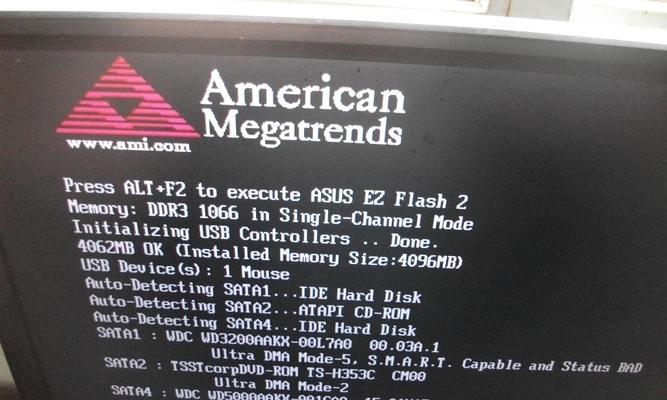 American
Megatrends
www.ami.com
Press ALT+F2 to execute ASUS EZ Flash 2
Memory: DDR3 1066 in Single-Channel Mode
Initializing USB Controllers .. Done.
4062MB OK (Installed Memory Size:4096MB)
USB Device(s): 1 Mouse
Auto-Detecting SATA1...IDE Hard Disk
Auto-Detecting SATA2...ATAPI CD-ROM
Auto-Detecting SATA4...IDE Hard Disk
SATA1 : WDC WD3200AAKX-00L7A0 00.03A.1
Ultra DMA Mode-5, S.M.A.R.T. Capable and Status BAD
SATA2 : TSSTcorpDVD-ROM TS-H353C CM00
Ultra DMA Mode-2
SATA4 : WDC